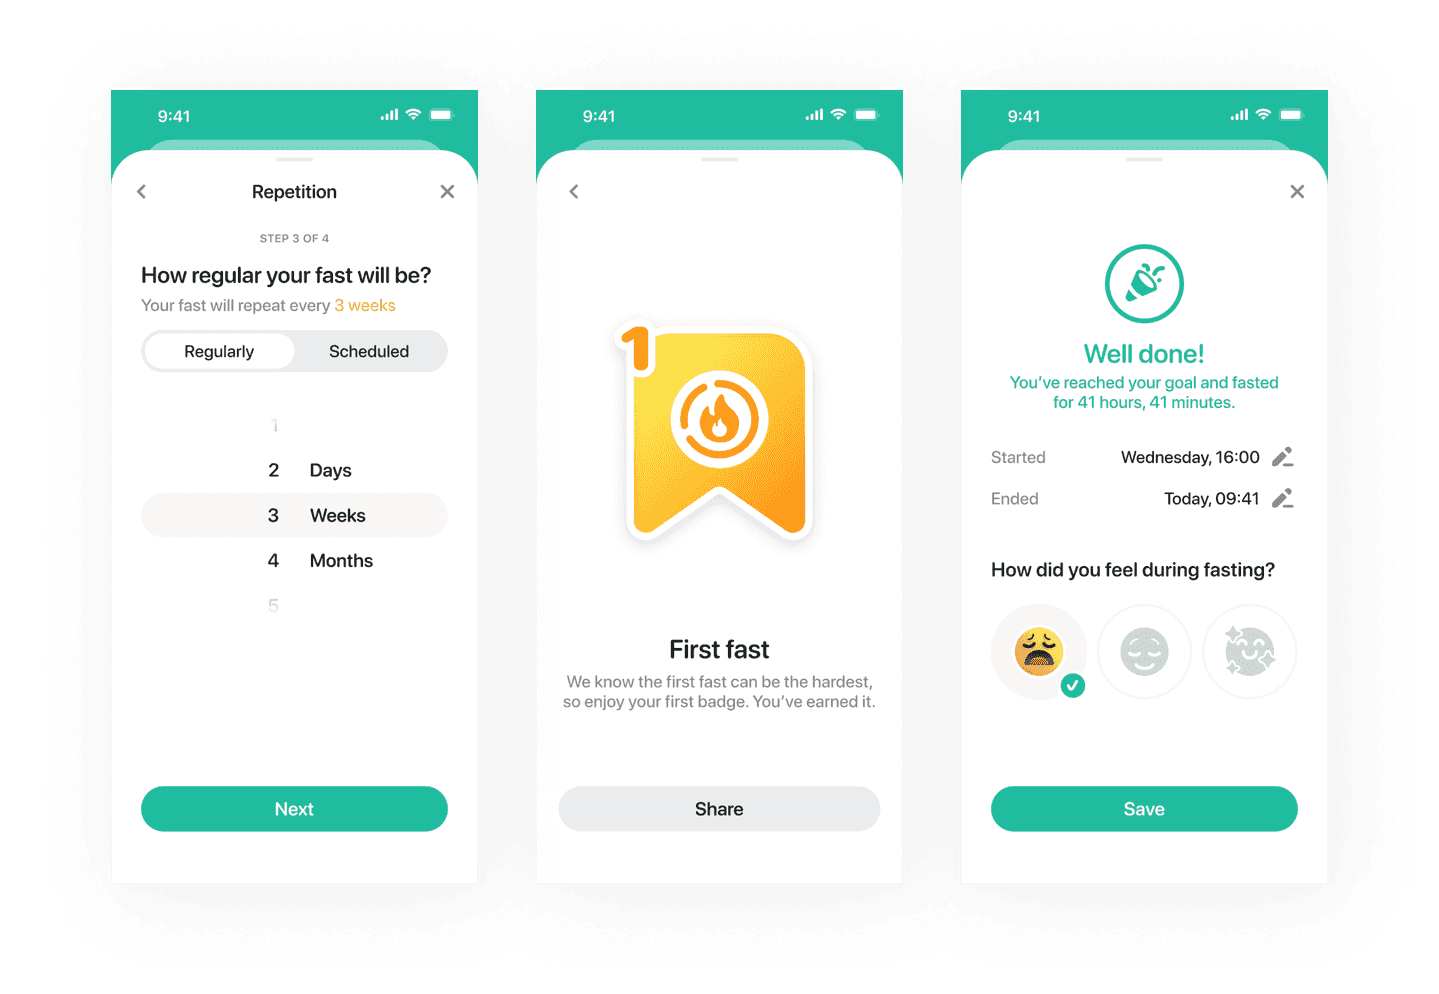 9:41
Repetition
STEP 3 OF 4
How regular your fast will be?
Your fast will repeat every 3 weeks
Regularly Scheduled
1
2 Days
3 Weeks
4 Months
5
Next
9:41
1
First fast
We know the first fast can be the hardest,
so enjoy your first badge. You've earned it.
Share
9:41
Well done!
You've reached your goal and fasted
for 41 hours, 41 minutes.
Started Wednesday, 16:00
Ended Today, 09:41
How did you feel during fasting?
Save